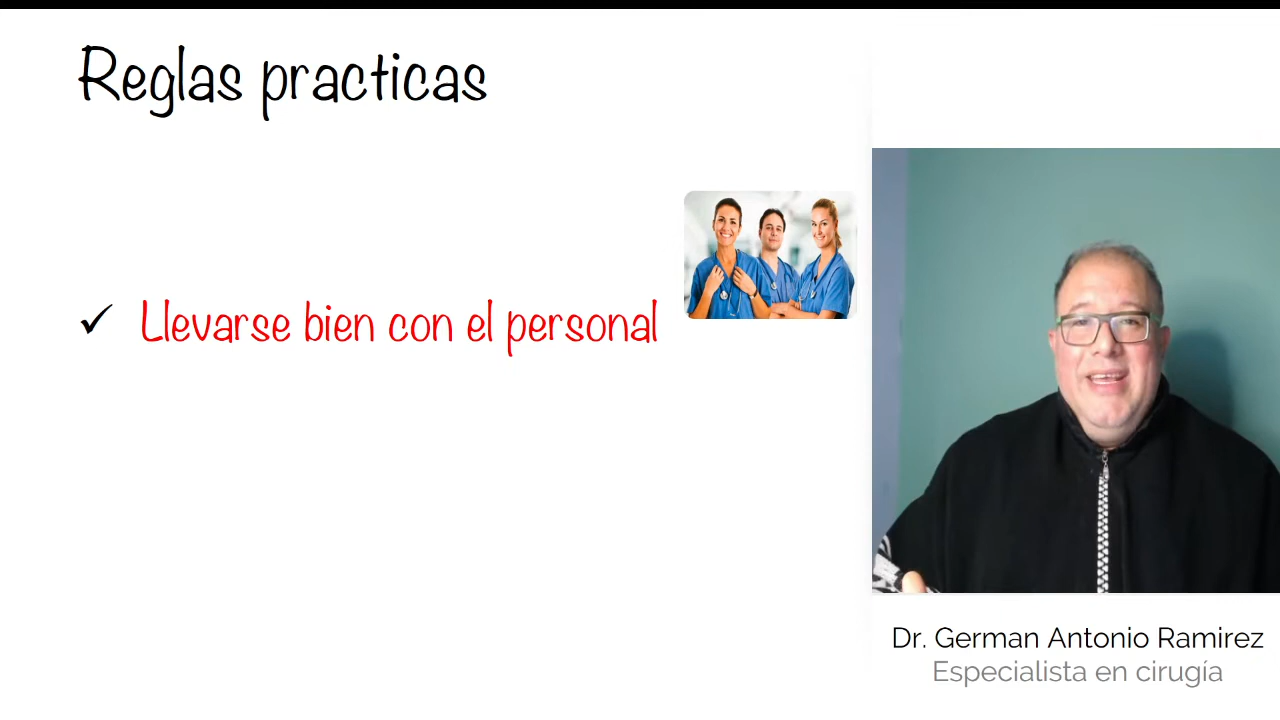 Reglas practicas
✓ Llevarse bien con el personal
Dr. German Antonio Ramirez
Especialista en cirugía